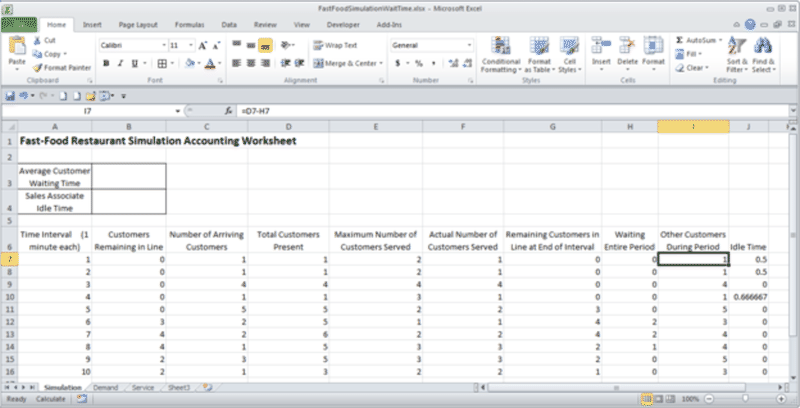 FastFoodSimulationWaitTime.xlsx - Microsoft Excel
File Home Insert Page Layout Formulas Data Review View Developer Add-Ins
Cut Calibri 11 Wrap Text General AutoSum
Copy Fill
Paste Format Painter Merge & Center Conditional Formatting Format as Table Cell Styles Insert Delete Format Clear Sort & Filter Find & Select
Clipboard Font Alignment Number Styles Cells Editing
I7 fx =D7-H7
A B C D E F G H I J
1 Fast-Food Restaurant Simulation Accounting Worksheet
2
3 Average Customer Waiting Time
4 Sales Associate Idle Time
5
6 Time Interval (1 minute each) Customers Remaining in Line Number of Arriving Customers Total Customers Present Maximum Number of Customers Served Actual Number of Customers Served Remaining Customers in Line at End of Interval Waiting Entire Period Other Customers During Period Idle Time
7 1 0 1 1 2 1 0 0 1 0.5
8 2 0 1 1 2 1 0 0 1 0.5
9 3 0 4 4 4 4 0 0 4 0
10 4 0 1 1 3 1 0 0 1 0.666667
11 5 0 5 5 2 2 3 0 5 0
12 6 3 2 5 1 1 4 2 3 0
13 7 4 2 6 2 2 4 2 4 0
14 8 4 1 5 3 3 2 1 4 0
15 9 2 3 5 3 3 2 0 5 0
16 10 2 1 3 2 2 1 0 3 0
Simulation Demand Service Sheet3
Ready Calculate 100%